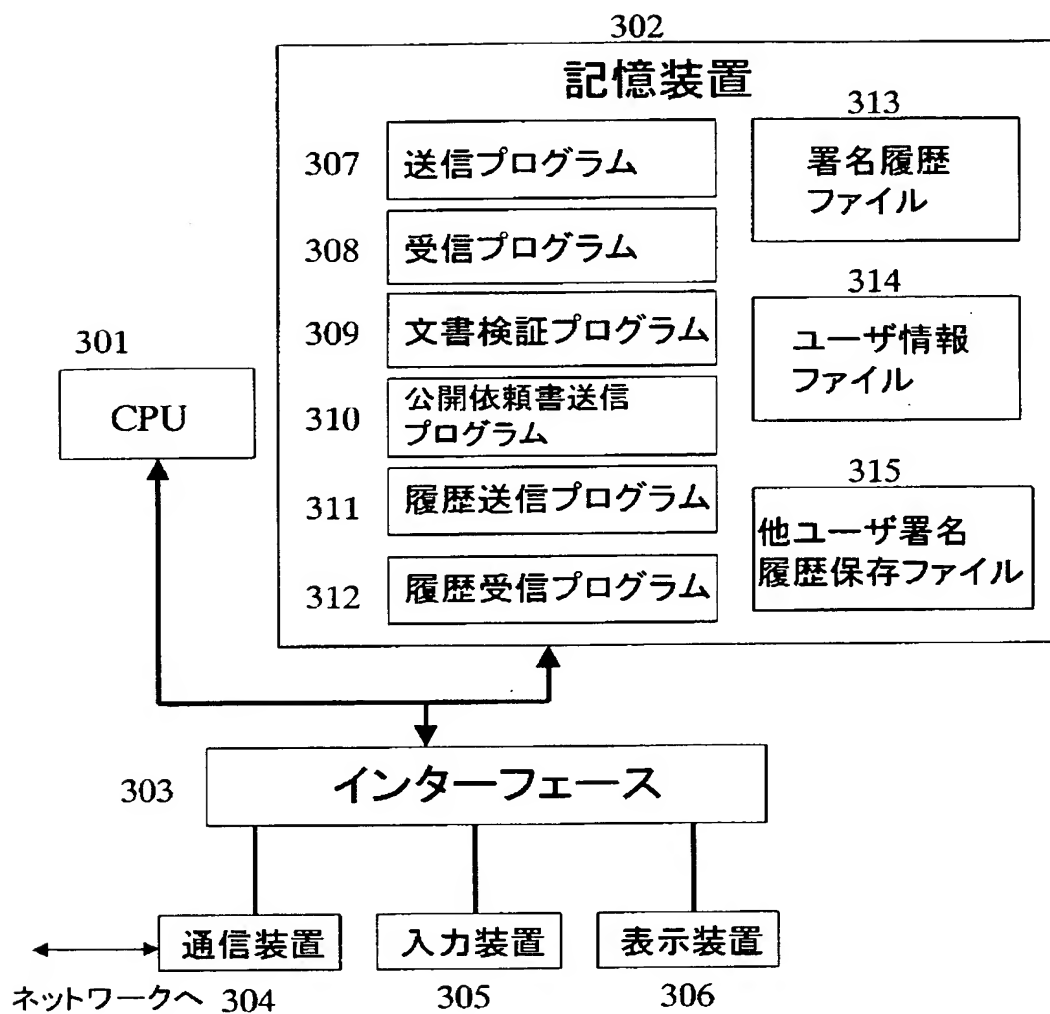 302
記憶装置
307
送信プログラム
308
受信プログラム
309
文書検証プログラム
310
公開依頼書送信
プログラム
311
履歴送信プログラム
312
履歴受信プログラム
313
署名履歴
ファイル
314
ユーザ情報
ファイル
315
他ユーザ署名
履歴保存ファイル
301
CPU
303
インターフェース
通信装置
入力装置
表示装置
ネットワークへ
304
305
306